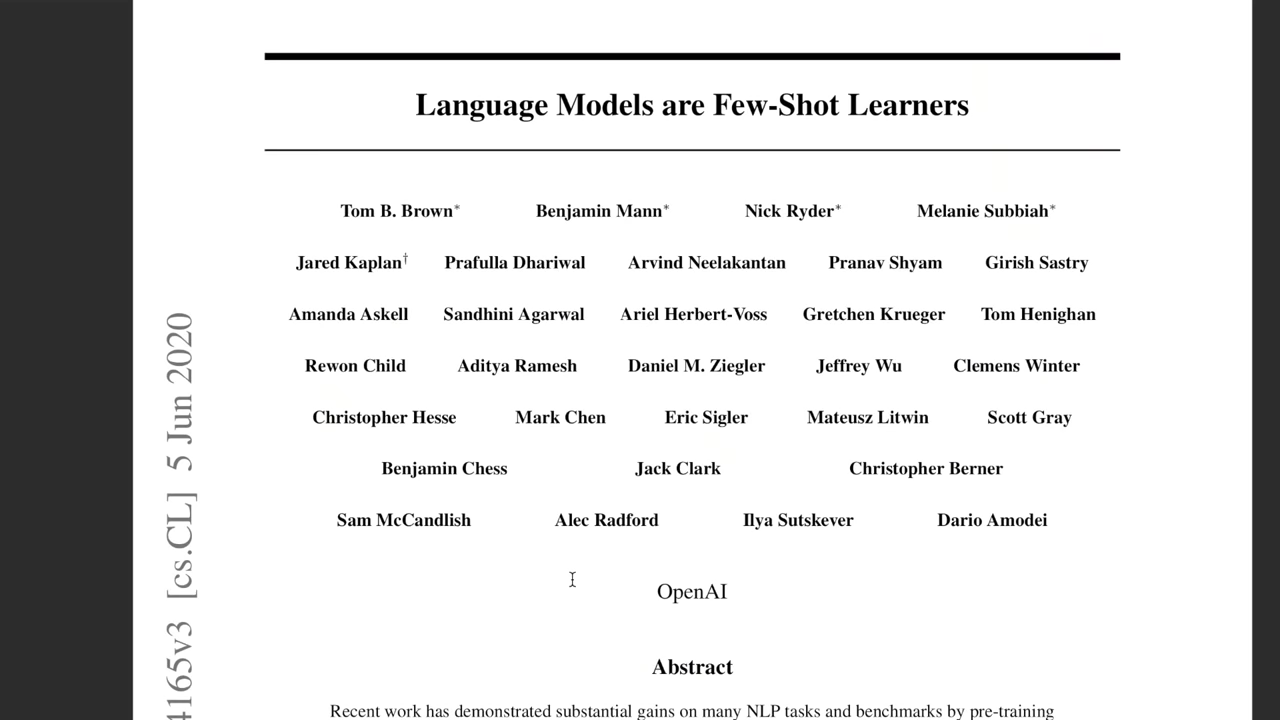 Language Models are Few-Shot Learners
Tom B. Brown* Benjamin Mann* Nick Ryder* Melanie Subbiah*
Jared Kaplan† Prafulla Dhariwal Arvind Neelakantan Pranav Shyam Girish Sastry
Amanda Askell Sandhini Agarwal Ariel Herbert-Voss Gretchen Krueger Tom Henighan
Rewon Child Aditya Ramesh Daniel M. Ziegler Jeffrey Wu Clemens Winter
Christopher Hesse Mark Chen Eric Sigler Mateusz Litwin Scott Gray
Benjamin Chess Jack Clark Christopher Berner
Sam McCandlish Alec Radford Ilya Sutskever Dario Amodei
OpenAI
Abstract
Recent work has demonstrated substantial gains on many NLP tasks and benchmarks by pre-training
4165v3 [cs.CL] 5 Jun 2020